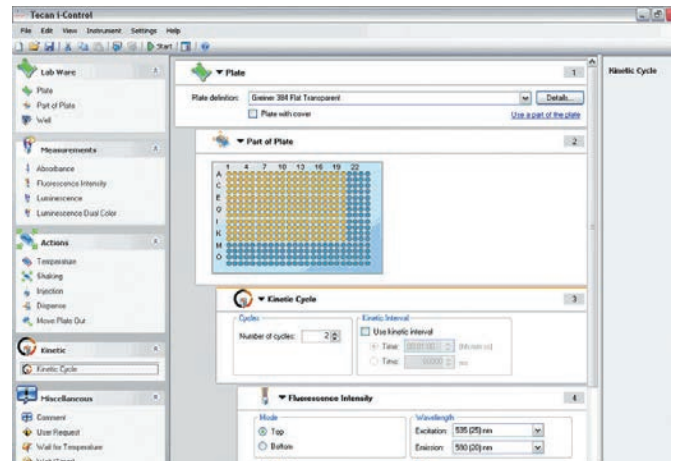 Tecan i-Control
File Edit View Instrument Settings Help
Start
Lab Ware
Plate
Part of Plate
Well
Measurements
Absorbance
Fluorescence Intensity
Luminescence
Luminescence Dual Color
Actions
Temperature
Shaking
Injection
Dispense
Move Plate Out
Kinetic
Kinetic Cycle
Miscellaneous
Comment
User Request
Wait for Temperature
Plate 1
Plate definition: Greiner 384 Flat Transparent Details...
Plate with cover Use a part of the plate
Part of Plate 2
1 4 7 10 13 16 19 22
A
C
E
G
I
K
M
O
Kinetic Cycle 3
Cycles
Number of cycles: 2
Kinetic Interval
Use kinetic interval
Time: 00:01:00
Time: ms
Fluorescence Intensity 4
Mode
Top
Bottom
Wavelength
Excitation: 535 (25) nm
Emission: 590 (20) nm
Kinetic Cycle